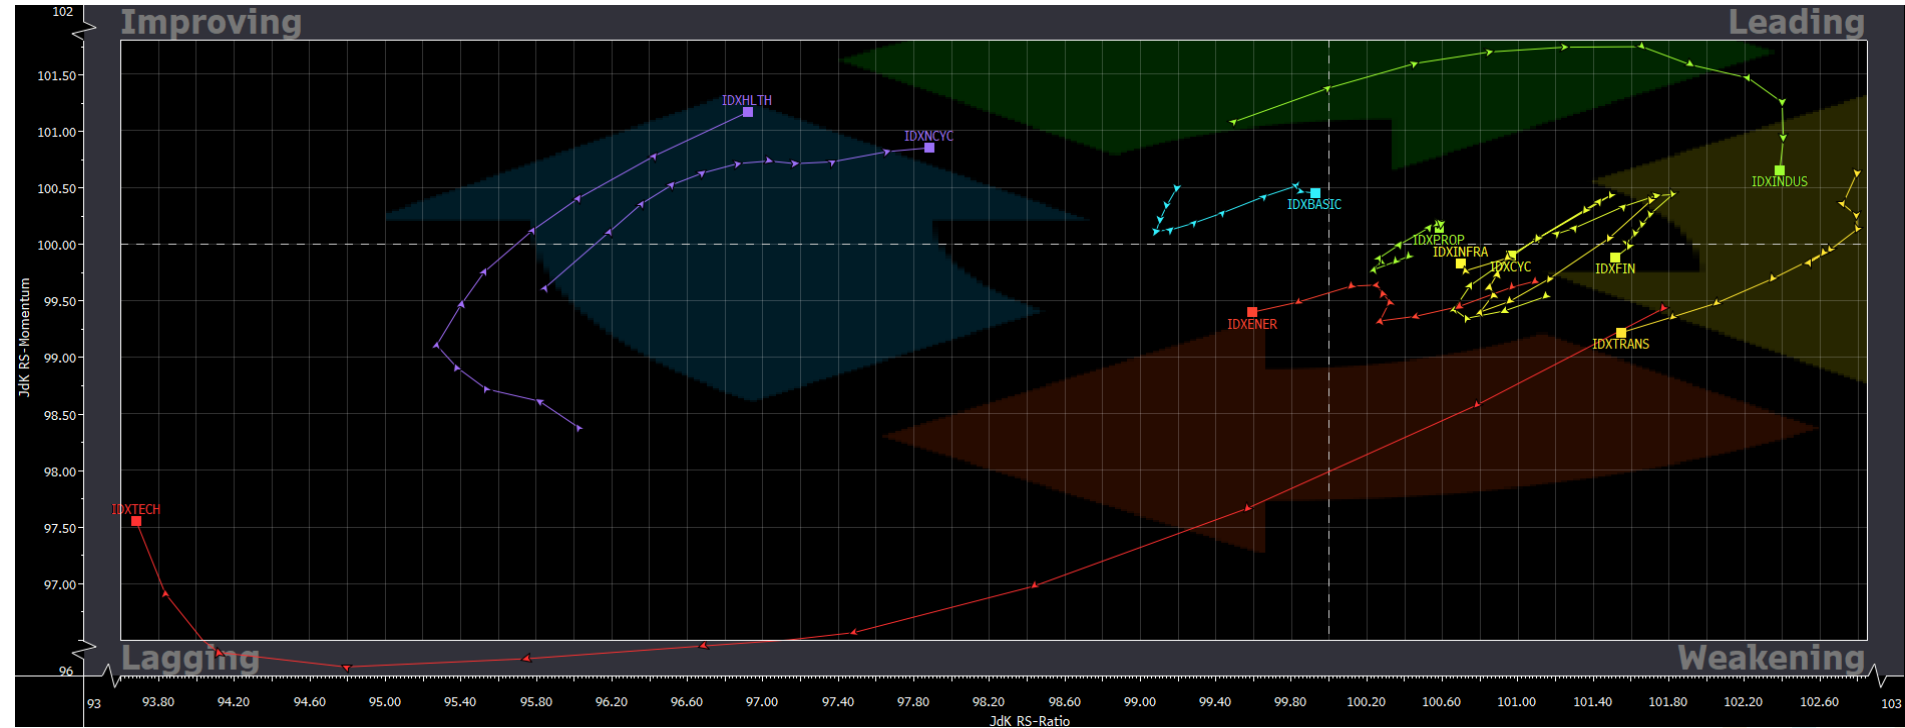 102
Improving
Leading
101.50
101.00
100.50
100.00
99.50
99.00
98.50
98.00
97.50
97.00
96
JdK RS-Momentum
IDXHLTH
IDXNCYC
IDXBASIC
IDXINDUS
IDXPROP
IDXINFRA
IDXCYC
IDXFIN
IDXENER
IDXTRANS
IDXTECH
Lagging
Weakening
93 93.80 94.20 94.60 95.00 95.40 95.80 96.20 96.60 97.00 97.40 97.80 98.20 98.60 99.00 99.40 99.80 100.20 100.60 101.00 101.40 101.80 102.20 102.60 103
JdK RS-Ratio